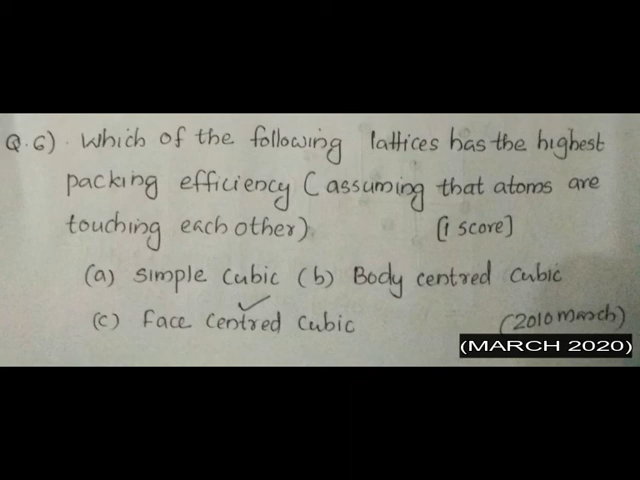 Q.6). Which of the following lattices has the highest
packing efficiency (assuming that atoms are
touching each other) [1 score]
(a) simple cubic (b) Body centred cubic
(c) face centred cubic (2010 March)
(MARCH 2020)